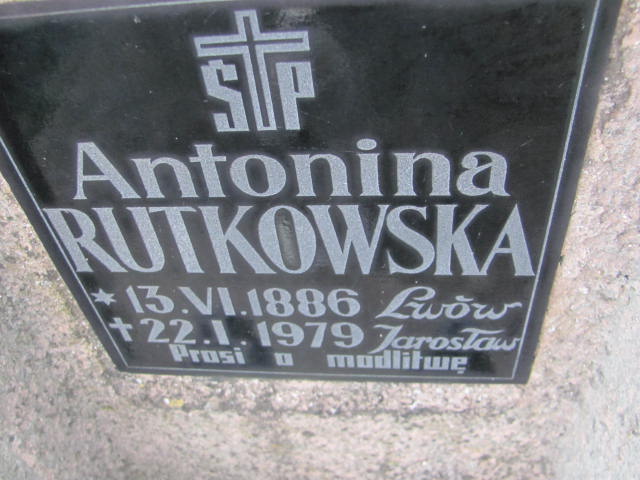 ŚP
Antonina
RUTKOWSKA
* 13.VI.1886 Lwów
† 22.I.1979 Jarosław
Prosi o modlitwę